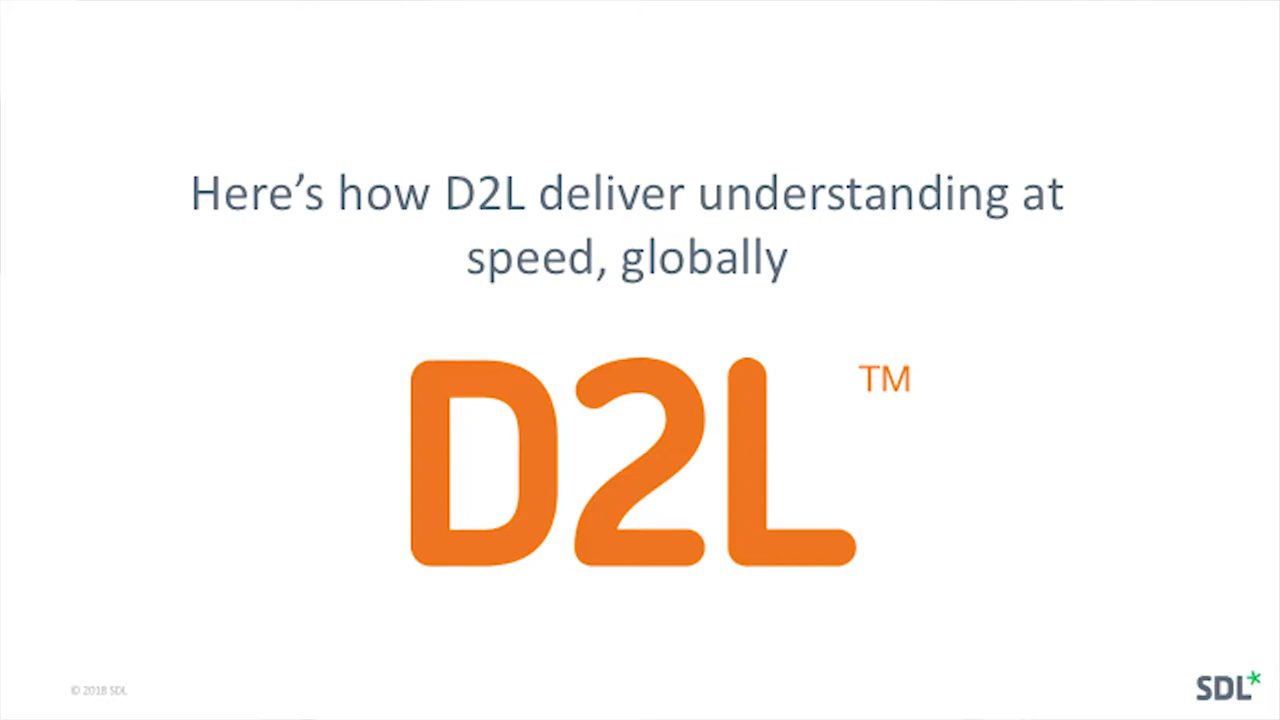 Here’s how D2L deliver understanding at
speed, globally
D2L ™
© 2018 SDL
SDL*